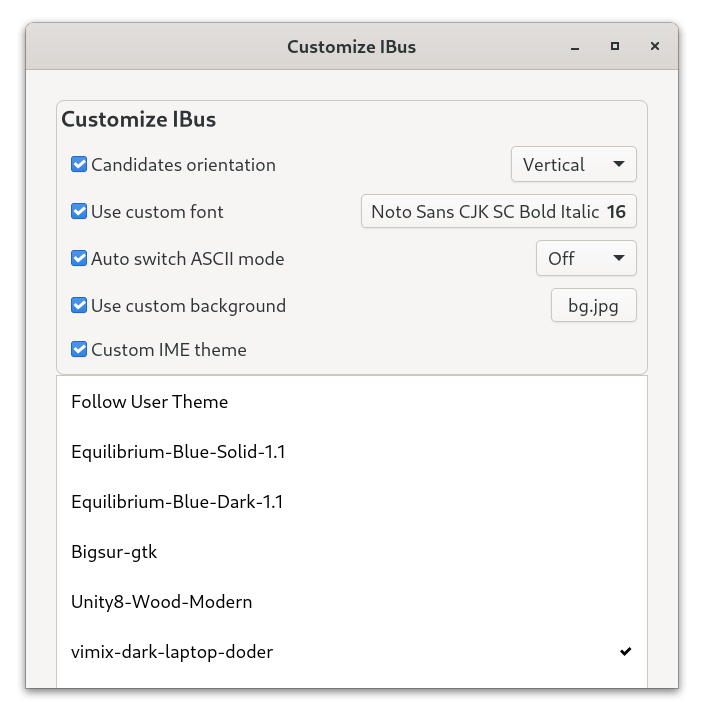 Customize IBus
Customize IBus
Candidates orientation Vertical
Use custom font Noto Sans CJK SC Bold Italic 16
Auto switch ASCII mode Off
Use custom background bg.jpg
Custom IME theme
Follow User Theme
Equilibrium-Blue-Solid-1.1
Equilibrium-Blue-Dark-1.1
Bigsur-gtk
Unity8-Wood-Modern
vimix-dark-laptop-doder